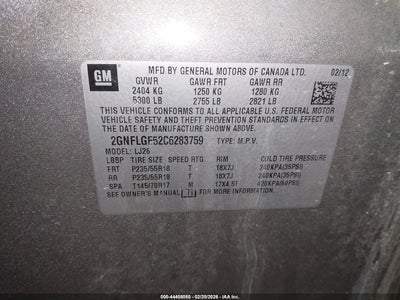 GM
MFD BY GENERAL MOTORS OF CANADA LTD. 02/12
GVWR GAWR FRT GAWR RR
2404 KG 1250 KG 1280 KG
5300 LB 2755 LB 2821 LB
THIS VEHICLE CONFORMS TO ALL APPLICABLE U.S. FEDERAL MOTOR
VEHICLE SAFETY AND THEFT PREVENTION STANDARDS IN EFFECT ON
THE DATE OF MANUFACTURE SHOWN ABOVE.
2GNFLGF52C6283759 TYPE: M.P.V.
MODEL: LJ26
TIRE SIZE SPEED RTG RIM COLD TIRE PRESSURE
FRT P235/55R18 T 18X7J 240KPA(35PSI)
RR P235/55R18 T 18X7J 240KPA(35PSI)
SPA T145/70R17 M 17X4.5T 420KPA(60PSI)
SEE OWNER'S MANUAL FOR ADDITIONAL INFORMATION.
000-44408080 - 02/20/2026 - IAA Inc.